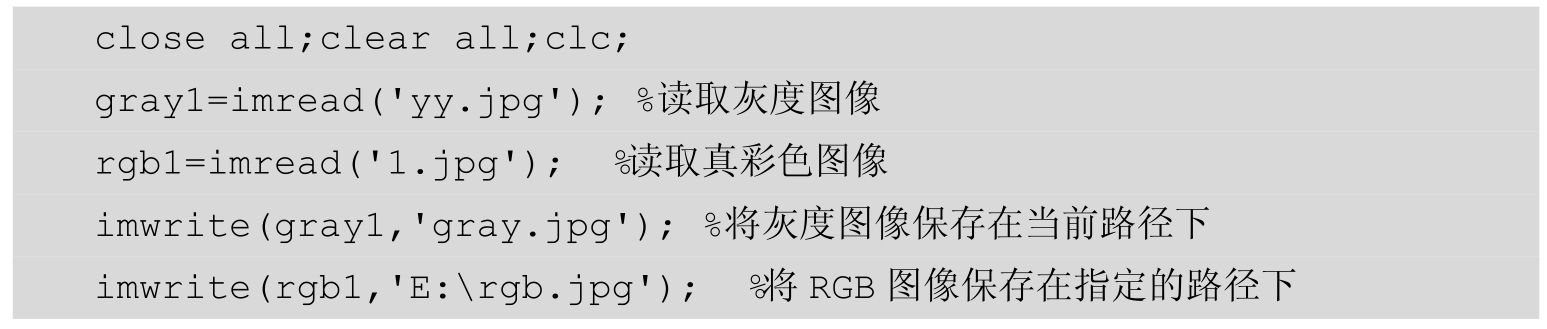 close all;clear all;clc;
gray1=imread('yy.jpg'); %读取灰度图像
rgb1=imread('1.jpg');  %读取真彩色图像
imwrite(gray1,'gray.jpg'); %将灰度图像保存在当前路径下
imwrite(rgb1,'E:\rgb.jpg');  %将 RGB 图像保存在指定的路径下